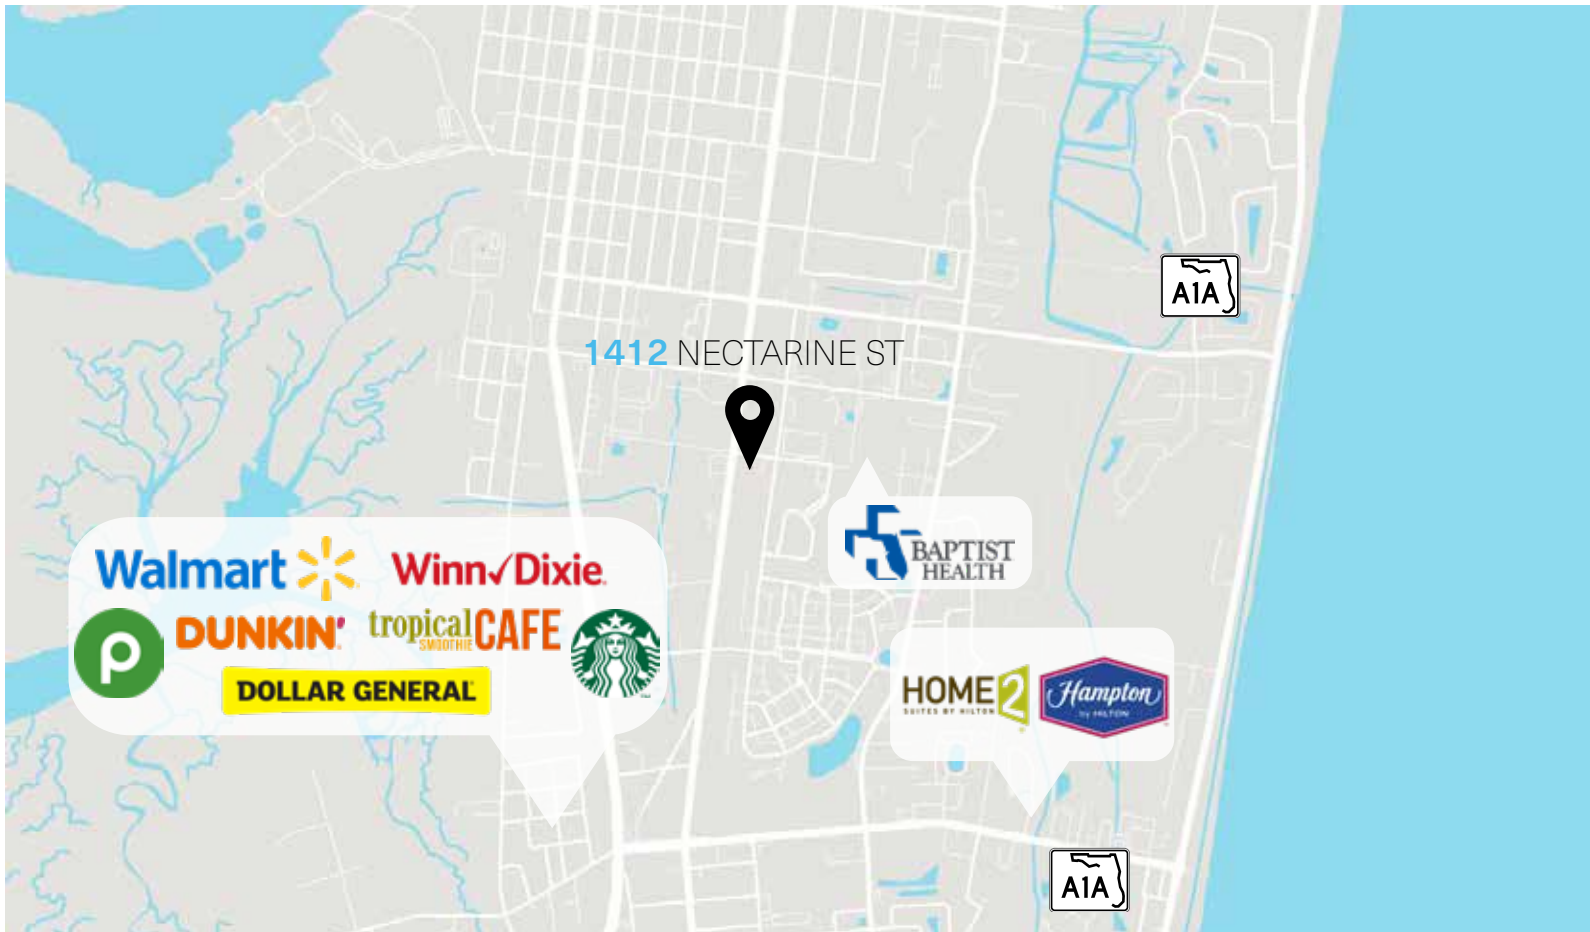 A1A
1412 NECTARINE ST
BAPTIST
HEALTH
Walmart
Winn Dixie
P
DUNKIN'
tropical
SMOOTHIE
CAFE
DOLLAR GENERAL
HOME2
SUITES BY HILTON
Hampton
by HILTON
A1A